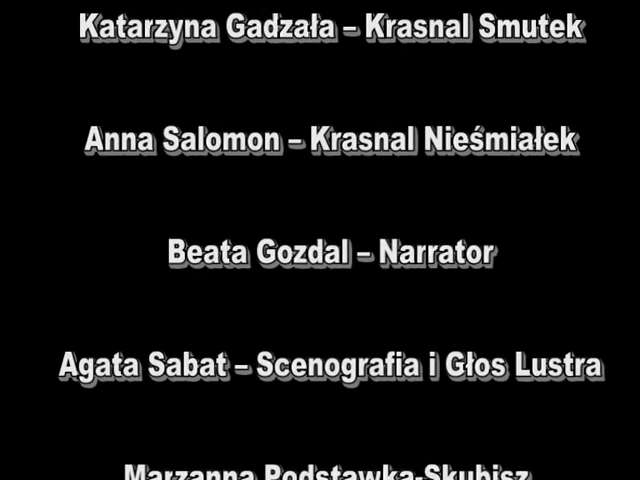 Katarzyna Gadzała – Krasnal Smutek
Anna Salomon – Krasnal Nieśmiałek
Beata Gozdal – Narrator
Agata Sabat – Scenografia i Głos Lustra
Marzanna Podstawka-Skubisz